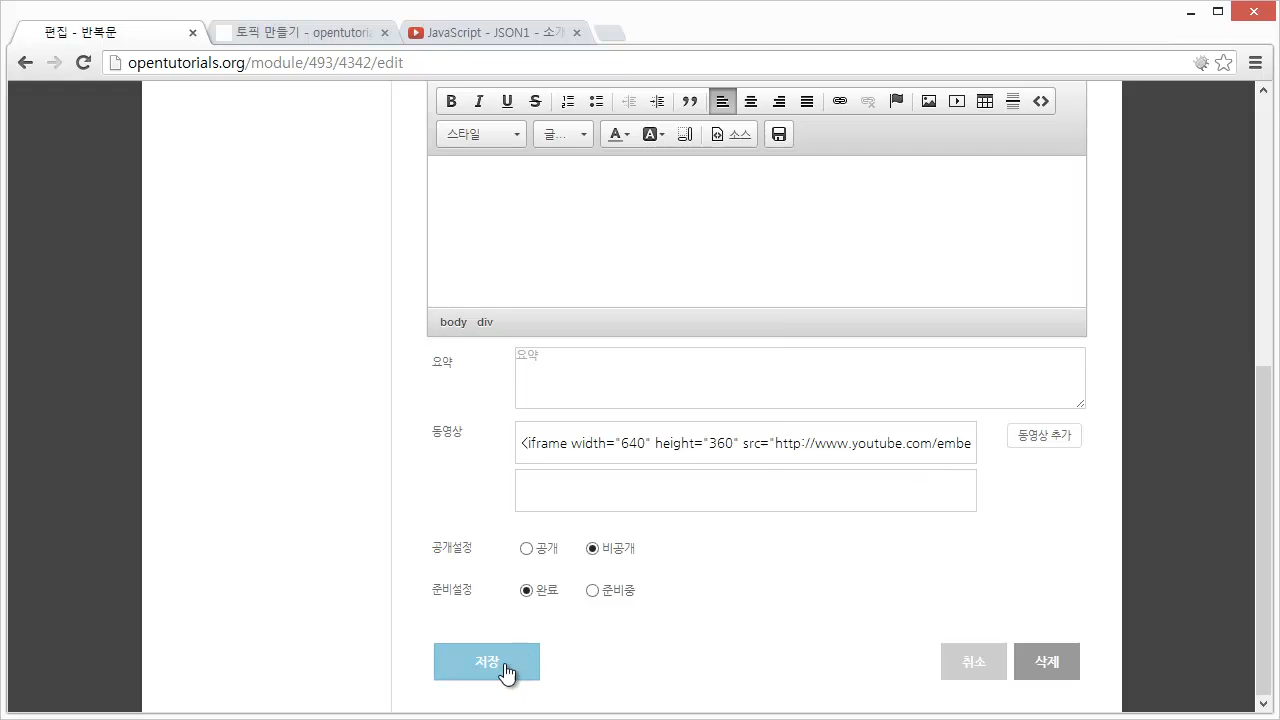 편집 - 반복문
토픽 만들기 - opentutoria
JavaScript - JSON1 - 소개
opentutorials.org/module/493/4342/edit
B I U S
스타일
글...
A A 소스
body div
요약
요약
동영상
<iframe width="640" height="360" src="http://www.youtube.com/embe
동영상 추가
공개설정
공개 비공개
준비설정
완료 준비중
저장
취소 삭제